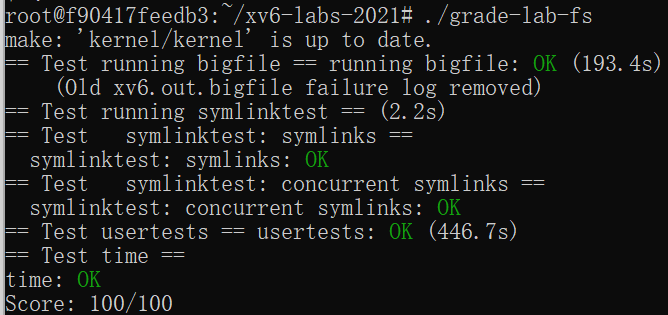 root@f90417feedb3:~/xv6-labs-2021# ./grade-lab-fs
make: 'kernel/kernel' is up to date.
== Test running bigfile == running bigfile: OK (193.4s)
    (Old xv6.out.bigfile failure log removed)
== Test running symlinktest == (2.2s)
== Test   symlinktest: symlinks ==
  symlinktest: symlinks: OK
== Test   symlinktest: concurrent symlinks ==
  symlinktest: concurrent symlinks: OK
== Test usertests == usertests: OK (446.7s)
== Test time ==
time: OK
Score: 100/100